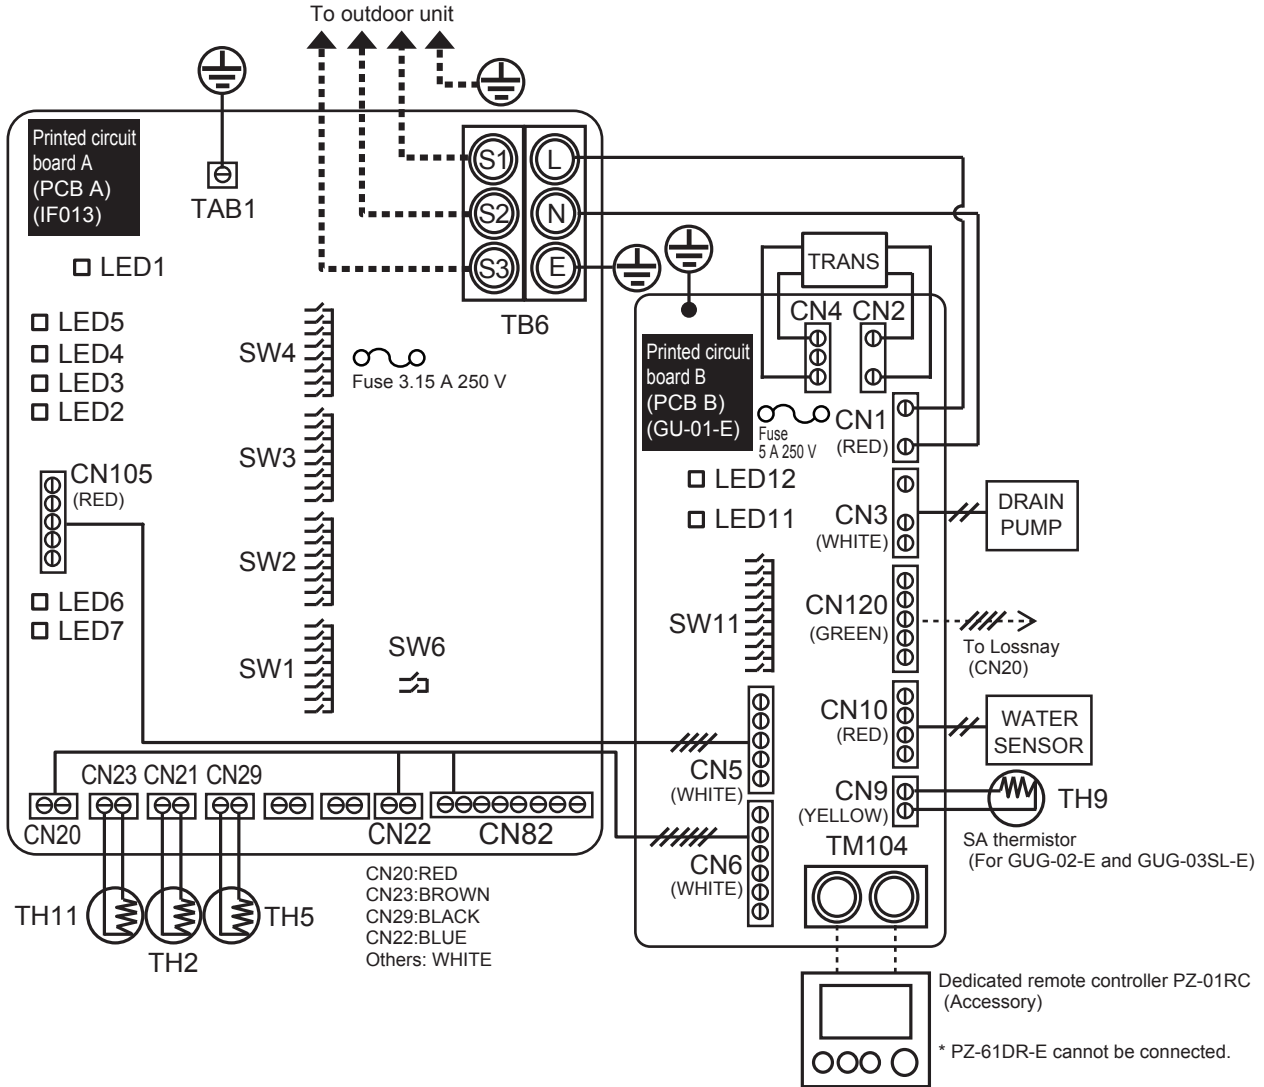 To outdoor unit
Printed circuit
board A
(PCB A)
(IF013)
TAB1
S1
L
S2
N
S3
E
TB6
LED1
LED5
LED4
LED3
LED2
SW4
Fuse 3.15 A 250 V
SW3
CN105
(RED)
SW2
LED6
LED7
SW1
SW6
CN23 CN21 CN29
CN20
CN22
CN82
TH11
TH2
TH5
CN20:RED
CN23:BROWN
CN29:BLACK
CN22:BLUE
Others: WHITE
TRANS
CN4 CN2
Printed circuit
board B
(PCB B)
(GU-01-E)
Fuse
5 A 250 V
CN1
(RED)
LED12
LED11
CN3
(WHITE)
DRAIN
PUMP
SW11
CN120
(GREEN)
To Lossnay
(CN20)
CN10
(RED)
WATER
SENSOR
CN5
(WHITE)
CN9
(YELLOW)
TH9
SA thermistor
(For GUG-02-E and GUG-03SL-E)
CN6
(WHITE)
TM104
Dedicated remote controller PZ-01RC
(Accessory)
* PZ-61DR-E cannot be connected.